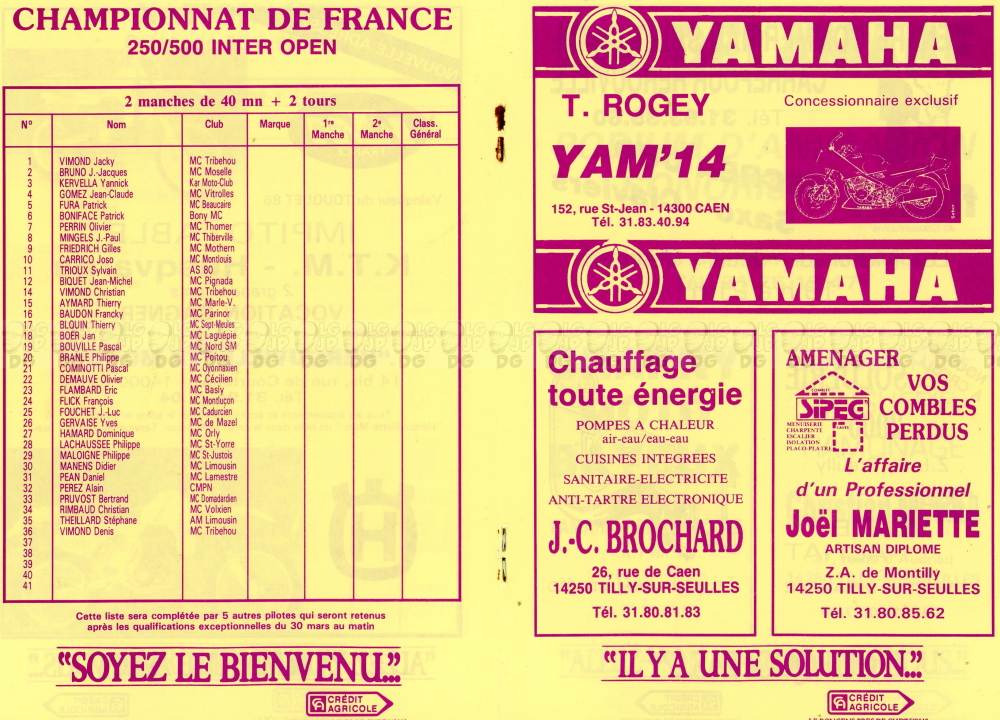 CHAMPIONNAT DE FRANCE
250/500 INTER OPEN
2 manches de 40 mn + 2 tours
N° Nom Club Marque 1re Manche 2e Manche Class. Général
1 VIMOND Jacky MC Tribehou
2 BRUNO J.-Jacques MC Moselle
3 KERVELLA Yannick Kar Moto-Club
4 GOMEZ Jean-Claude MC Vitrolles
5 FURA Patrick MC Beaucaire
6 BONIFACE Patrick Bony MC
7 PERRIN Olivier MC Thomer
8 MINGELS J.-Paul MC Thiberville
9 FRIEDRICH Gilles MC Mothern
10 CARRICO Joso MC Montlouis
11 TRIOUX Sylvain AS 80
12 BIQUET Jean-Michel MC Pignada
14 VIMOND Christian MC Tribehou
15 AYMARD Thierry MC Marle-V.
16 BAUDON Francky MC Parinor
17 BLQUIN Thierry MC Sept-Meules
18 BOER Jan MC Laguépie
19 BOUVILLE Pascal MC Nord SM
20 BRANLE Philippe MC Poitou
21 COMINOTTI Pascal MC Oyonnaxien
22 DEMAUVE Olivier MC Cécilien
23 FLAMBARD Eric MC Basly
24 FLICK François MC Montluçon
25 FOUCHET J.-Luc MC Cadurcien
26 GERVAISE Yves MC de Mazel
27 HAMARD Dominique MC Orly
28 LACHAUSSEE Philippe MC St-Yorre
29 MALOIGNE Philippe MC St-Justois
30 MANENS Didier MC Limousin
31 PEAN Daniel MC Lamestre
32 PEREZ Alain CMPN
33 PRUVOST Bertrand MC Domadardien
34 RIMBAUD Christian MC Volxien
35 THEILLARD Stéphane AM Limousin
36 VIMOND Denis MC Tribehou
37
38
39
40
41
Cette liste sera complétée par 5 autres pilotes qui seront retenus
après les qualifications exceptionnelles du 30 mars au matin
"SOYEZ LE BIENVENU..."
CRÉDIT
AGRICOLE
YAMAHA
T. ROGEY
Concessionnaire exclusif
YAM'14
152, rue St-Jean - 14300 CAEN
Tél. 31.83.40.94
YAMAHA
Chauffage
toute énergie
POMPES A CHALEUR
air-eau/eau-eau
CUISINES INTEGREES
SANITAIRE-ELECTRICITE
ANTI-TARTRE ELECTRONIQUE
J.-C. BROCHARD
26, rue de Caen
14250 TILLY-SUR-SEULLES
Tél. 31.80.81.83
AMENAGER
VOS
COMBLES
PERDUS
COMBLES
SIPEG
MENUISERIE
CHARPENTE
ESCALIER
ISOLATION
PLACO-PLATRE
CAVES
L'affaire
d'un Professionnel
Joël MARIETTE
ARTISAN DIPLOME
Z.A. de Montilly
14250 TILLY-SUR-SEULLES
Tél. 31.80.85.62
"IL Y A UNE SOLUTION..."
CRÉDIT
AGRICOLE